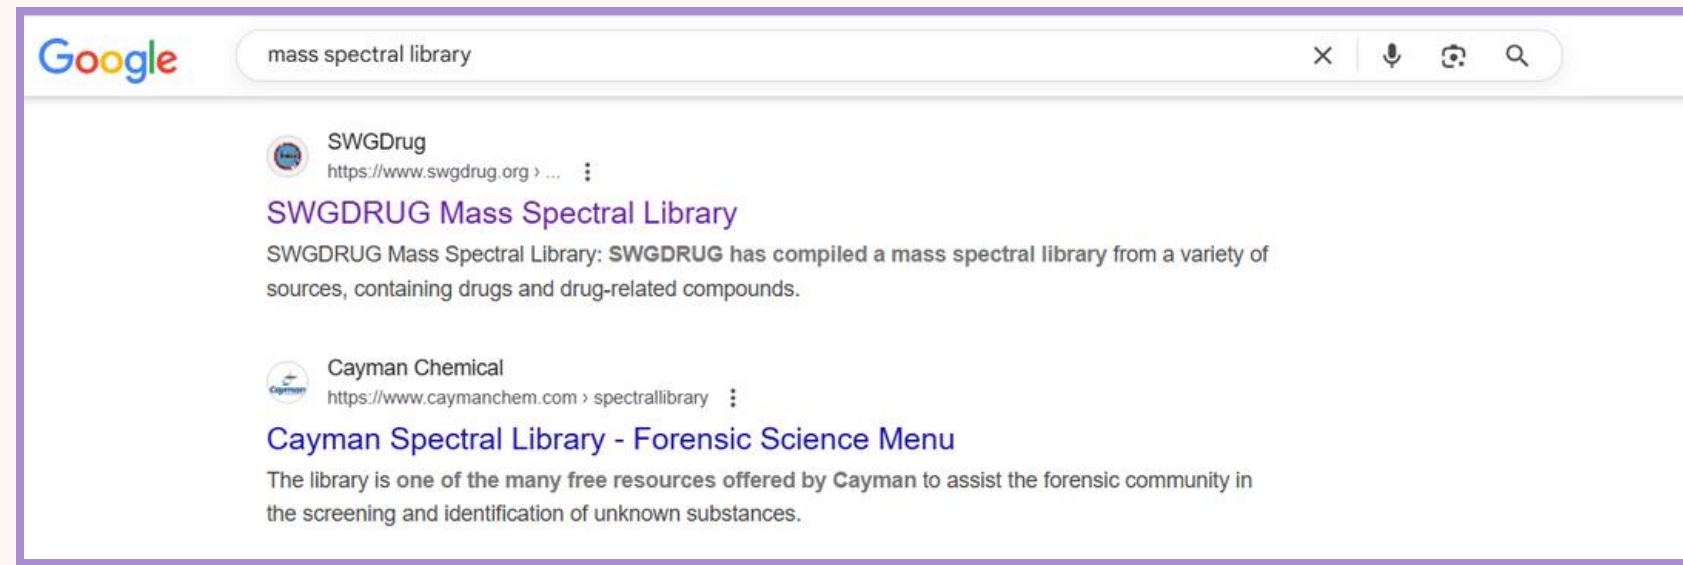 Google
mass spectral library
SWGDrug
https://www.swgdrug.org › ...
SWGDRUG Mass Spectral Library
SWGDRUG Mass Spectral Library: SWGDRUG has compiled a mass spectral library from a variety of
sources, containing drugs and drug-related compounds.
Cayman
Cayman Chemical
https://www.caymanchem.com › spectrallibrary
Cayman Spectral Library - Forensic Science Menu
The library is one of the many free resources offered by Cayman to assist the forensic community in
the screening and identification of unknown substances.